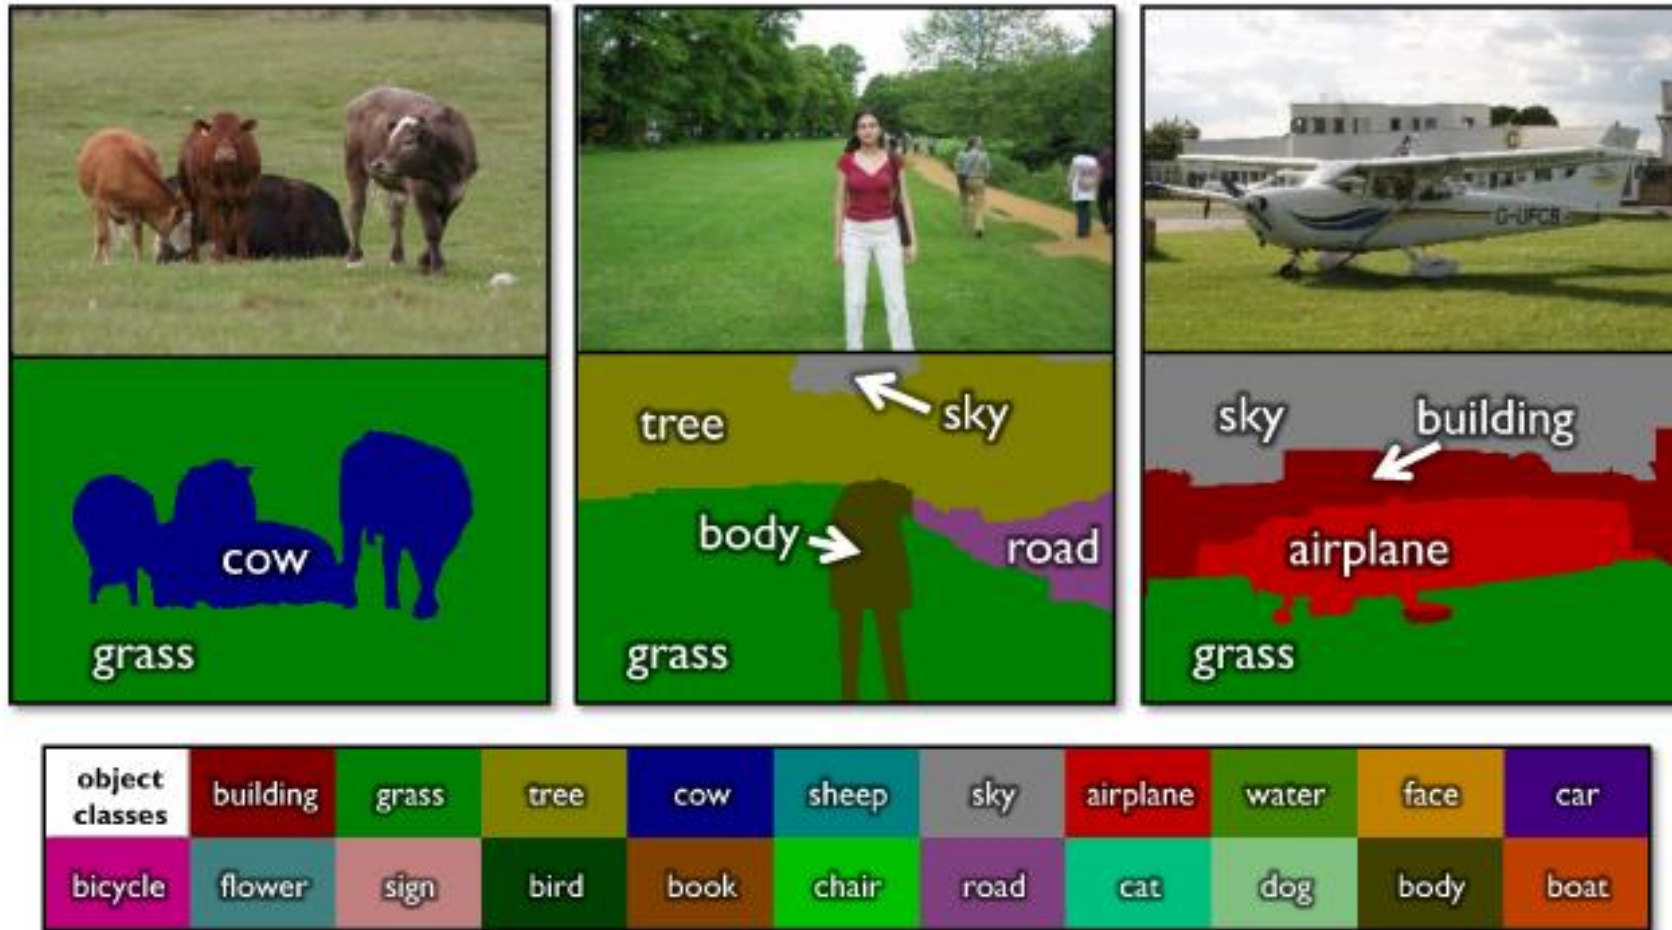 G-UFCB
cow
grass
tree
sky
body
road
grass
sky
building
airplane
grass
object classes
building
grass
tree
cow
sheep
sky
airplane
water
face
car
bicycle
flower
sign
bird
book
chair
road
cat
dog
body
boat